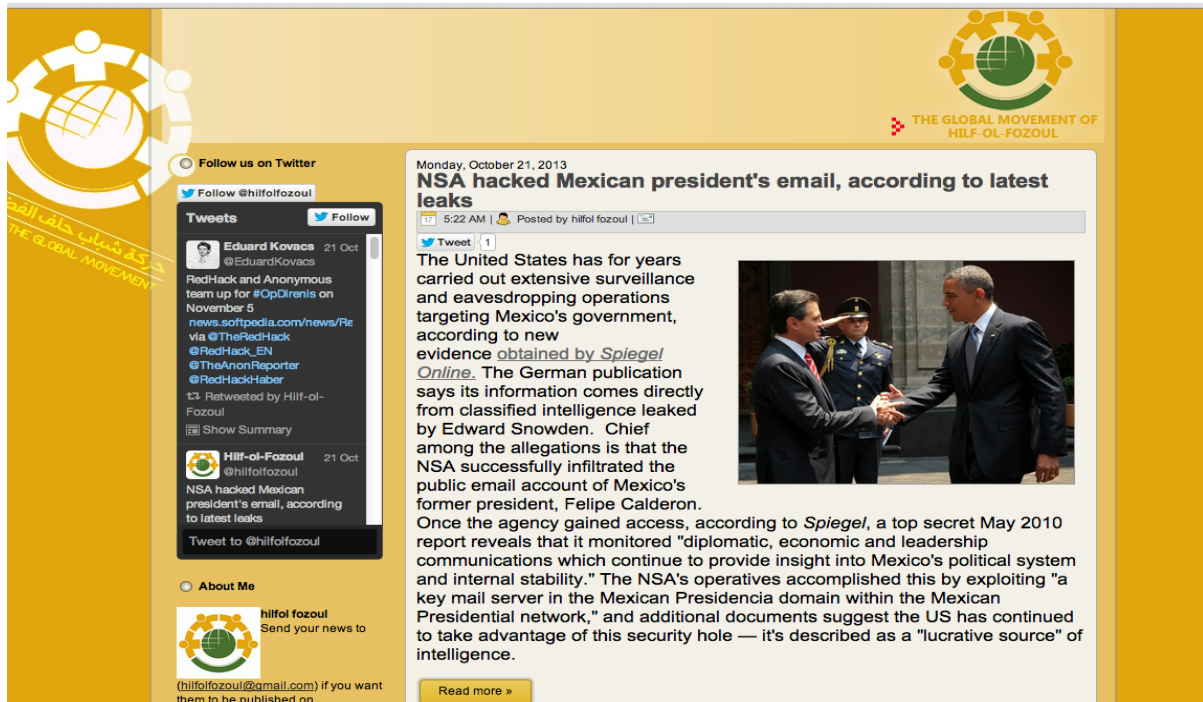 THE GLOBAL MOVEMENT OF
HILF-OL-FOZOUL
حركة شباب حلف
THE GLOBAL MOVEMENT
Follow us on Twitter
Follow @hilfolfozoul
Tweets
Follow
Eduard Kovacs 21 Oct
@EduardKovacs
RedHack and Anonymous
team up for #OpDirenis on
November 5
news.softpedia.com/news/Re
via @TheRedHack
@RedHack_EN
@TheAnonReporter
@RedHackHaber
Retweeted by Hilf-ol-
Fozoul
Show Summary
Hilf-ol-Fozoul 21 Oct
@hilfolfozoul
NSA hacked Mexican
president's email, according
to latest leaks
Tweet to @hilfolfozoul
About Me
hilfol fozoul
Send your news to
(hilfolfozoul@gmail.com) if you want
them to be published on
Monday, October 21, 2013
NSA hacked Mexican president's email, according to latest
leaks
17 5:22 AM | Posted by hilfol fozoul |
Tweet 1
The United States has for years
carried out extensive surveillance
and eavesdropping operations
targeting Mexico's government,
according to new
evidence obtained by Spiegel
Online. The German publication
says its information comes directly
from classified intelligence leaked
by Edward Snowden.  Chief
among the allegations is that the
NSA successfully infiltrated the
public email account of Mexico's
former president, Felipe Calderon.
Once the agency gained access, according to Spiegel, a top secret May 2010
report reveals that it monitored "diplomatic, economic and leadership
communications which continue to provide insight into Mexico's political system
and internal stability." The NSA's operatives accomplished this by exploiting "a
key mail server in the Mexican Presidencia domain within the Mexican
Presidential network," and additional documents suggest the US has continued
to take advantage of this security hole — it's described as a "lucrative source" of
intelligence.
Read more »